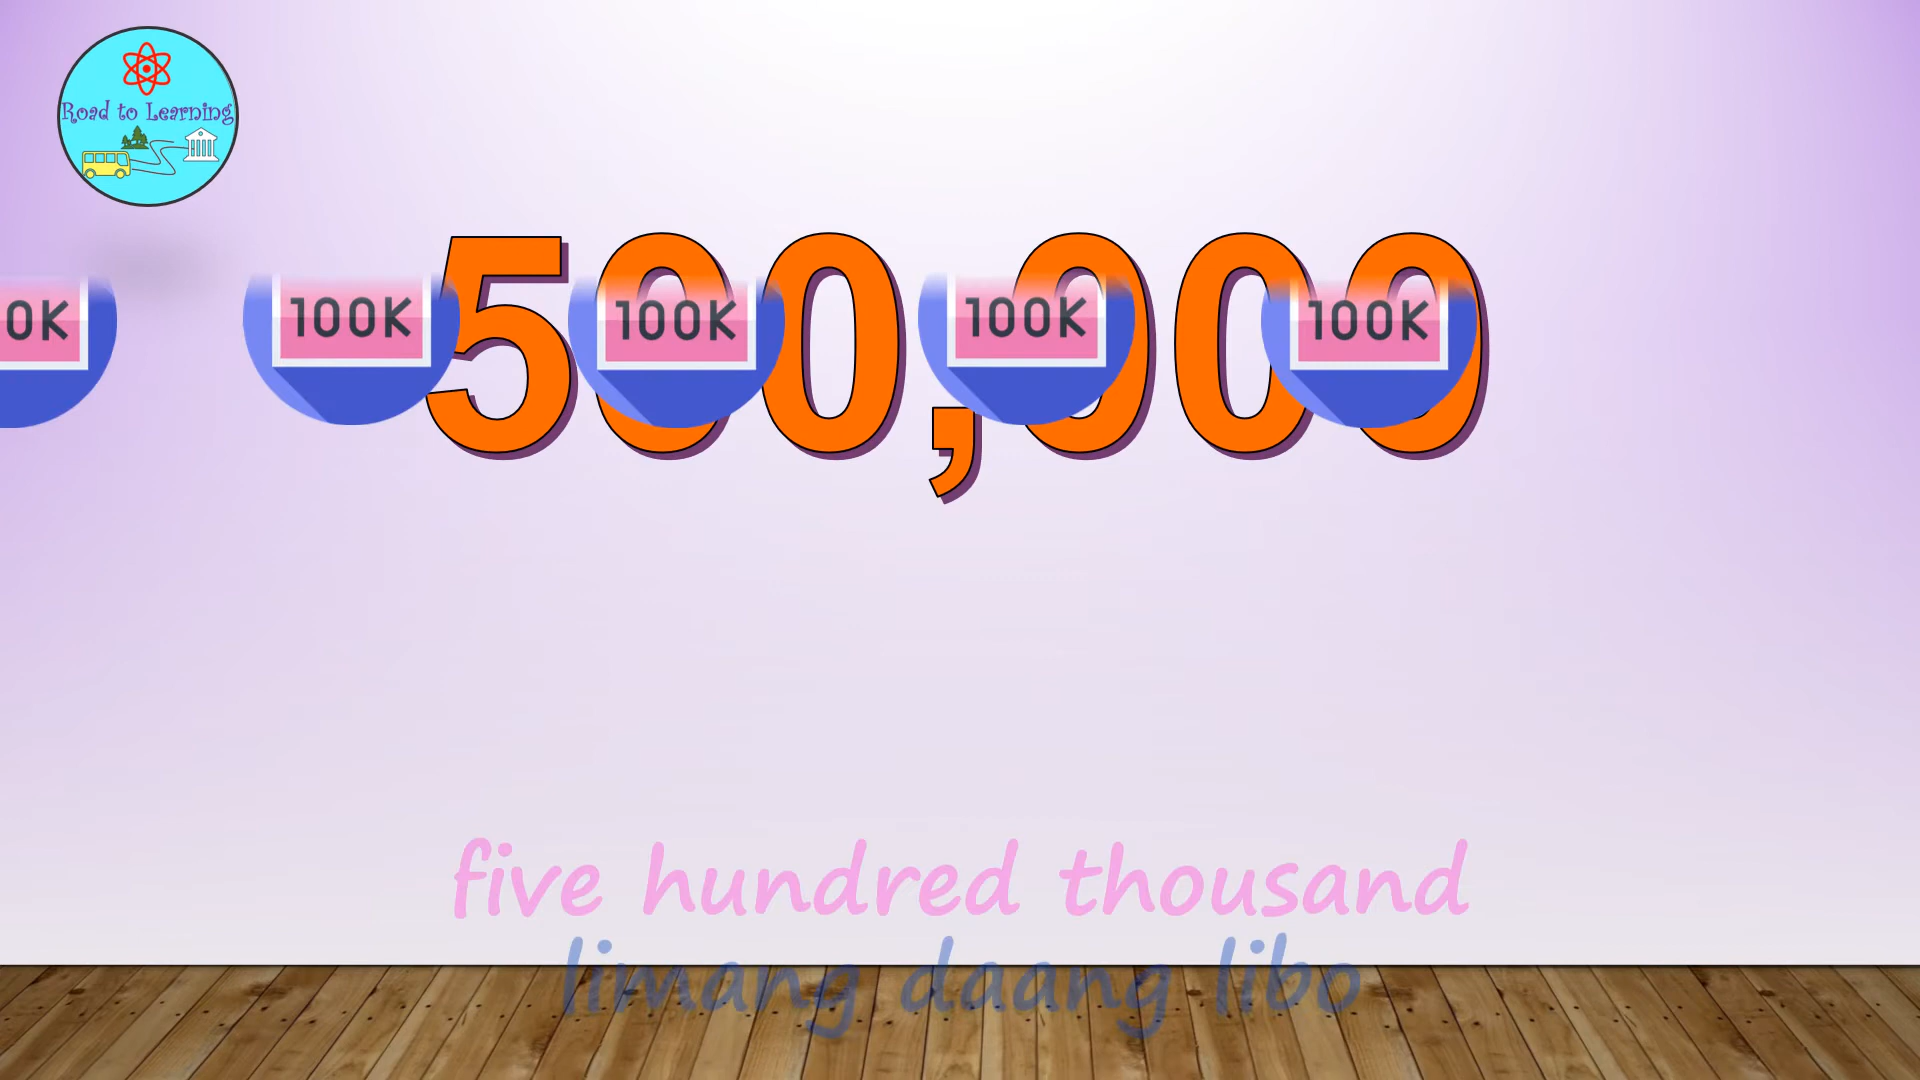 Road to Learning
500,000
0K 100K 100K 100K 100K
five hundred thousand
limang daang libo